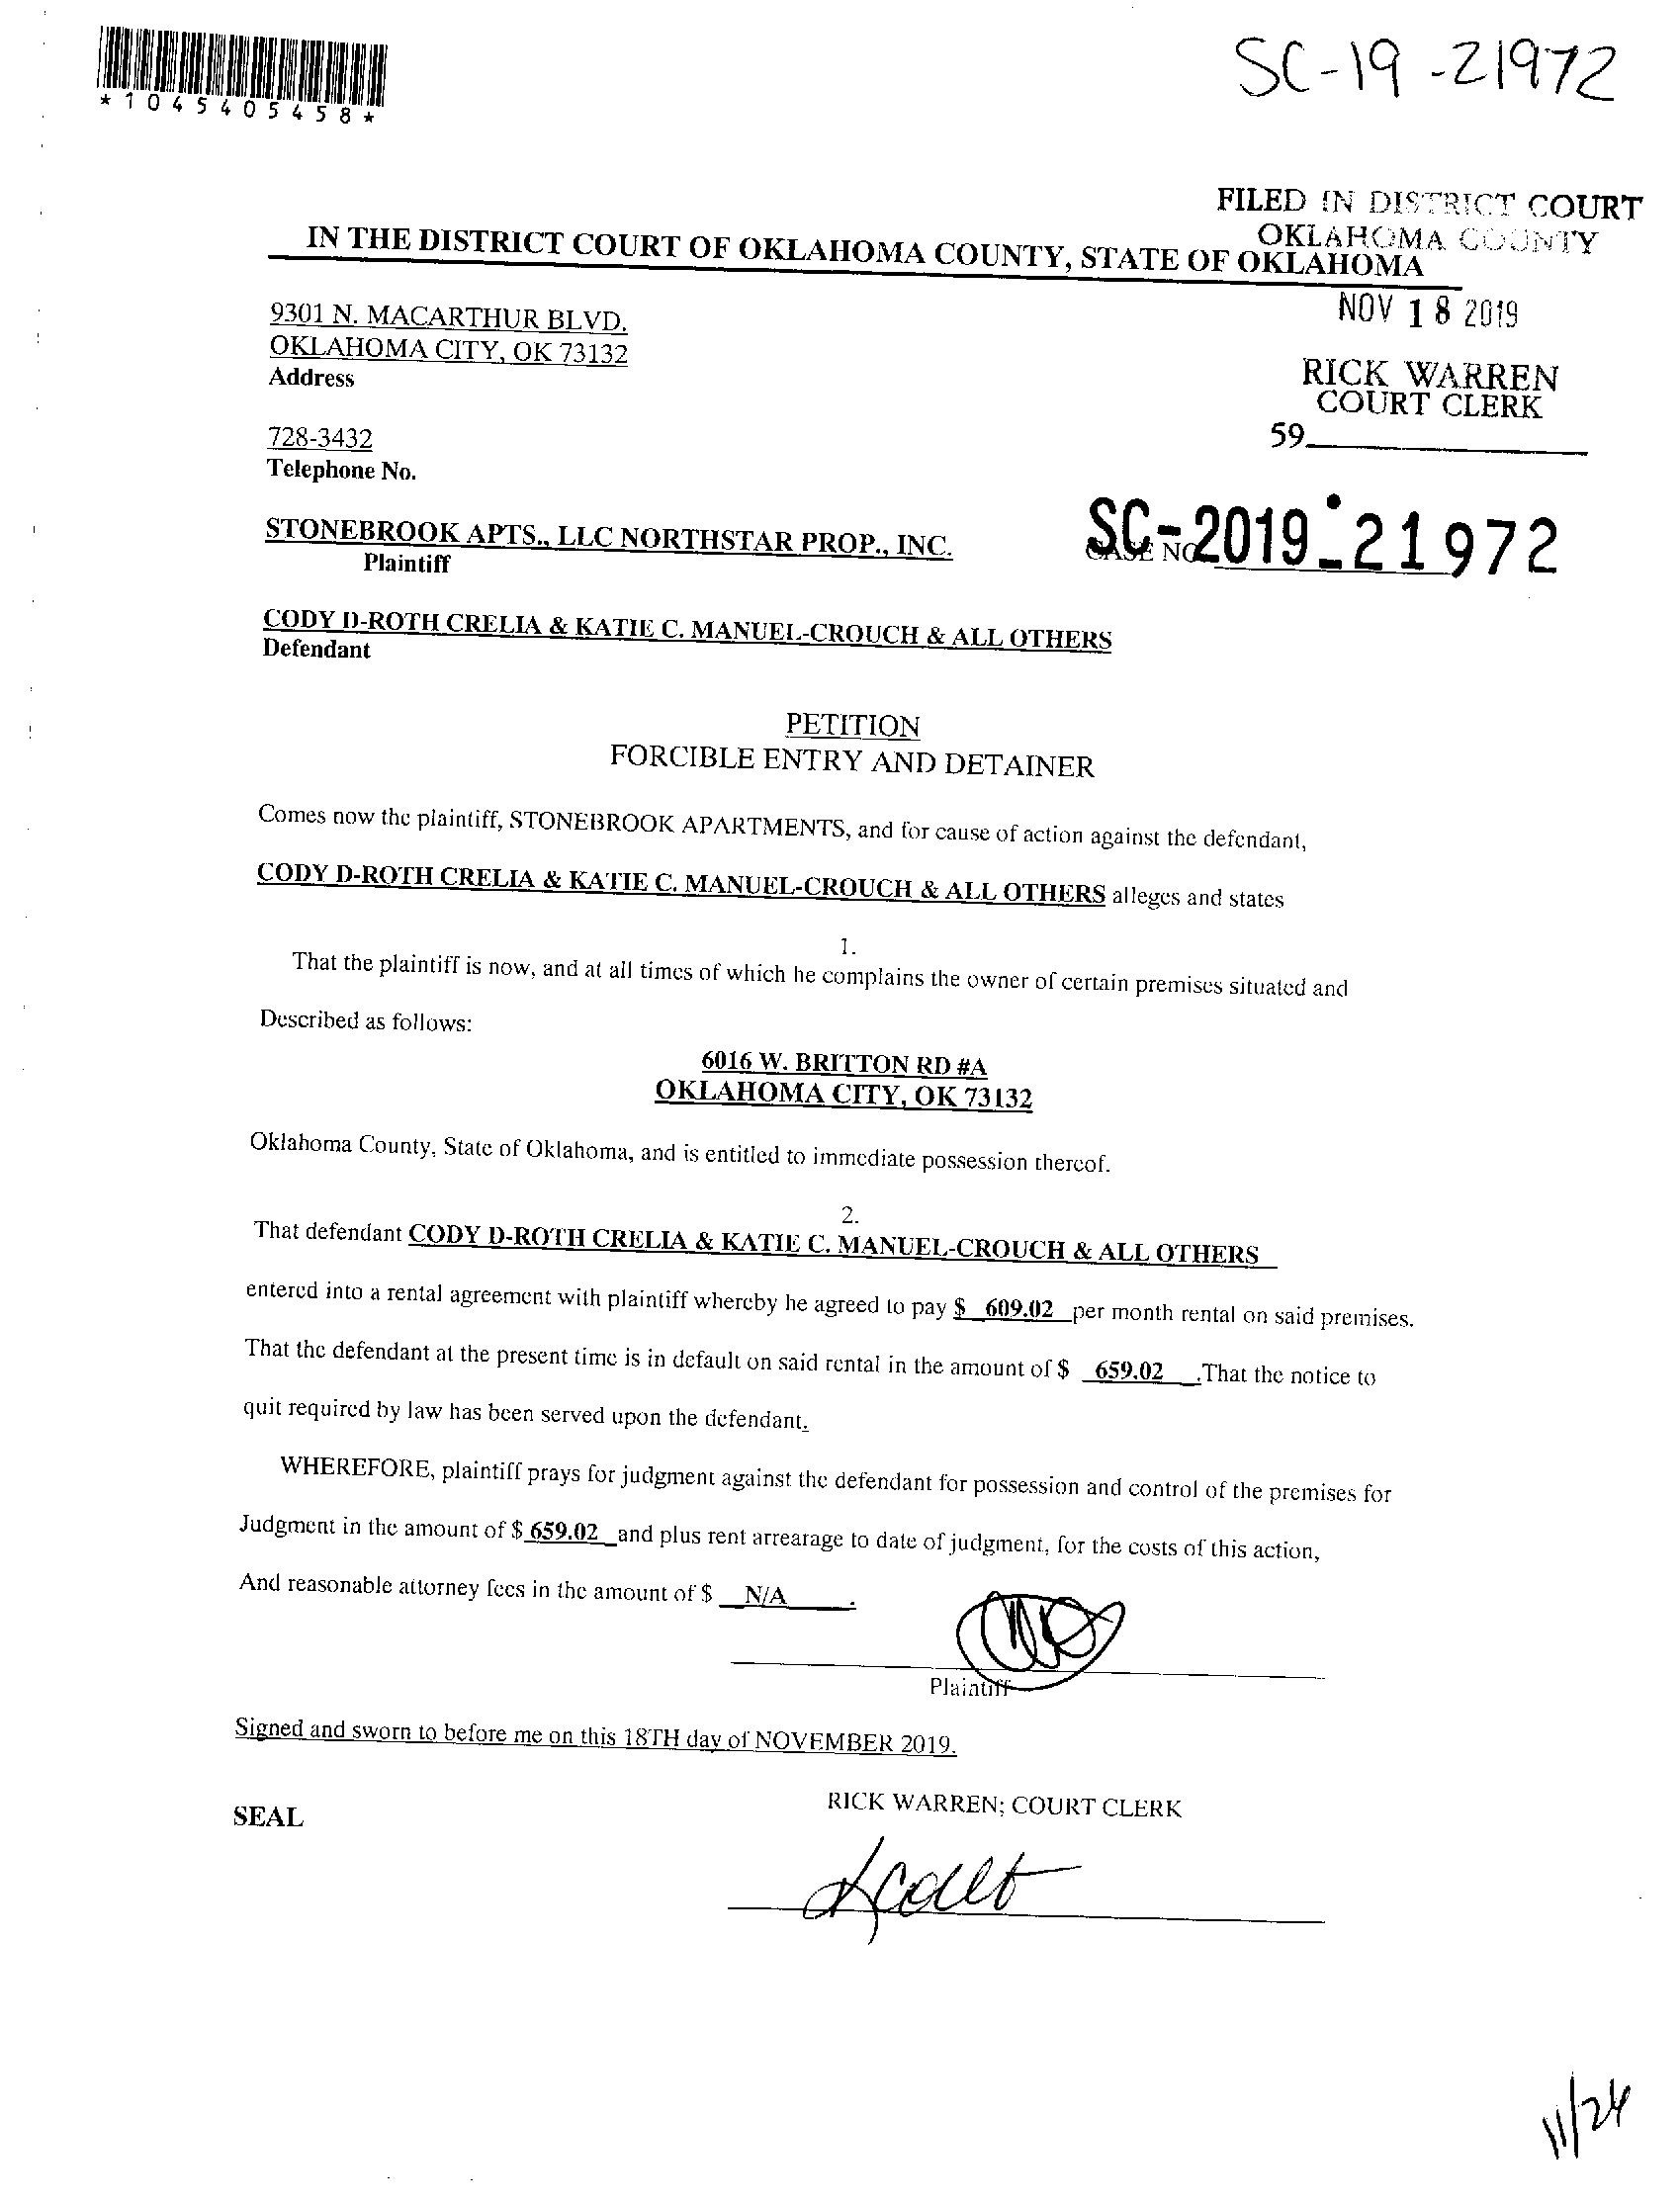 SC-19-21972
*1045405458*
FILED IN DISTRICT COURT
OKLAHOMA COUNTY
IN THE DISTRICT COURT OF OKLAHOMA COUNTY, STATE OF OKLAHOMA
NOV 18 2019
9301 N. MACARTHUR BLVD.
OKLAHOMA CITY, OK 73132
Address
RICK WARREN
COURT CLERK
728-3432
59
Telephone No.
STONEBROOK APTS., LLC NORTHSTAR PROP., INC.
Plaintiff
CASE NO. SC-2019-21972
CODY D-ROTH CRELIA & KATIE C. MANUEL-CROUCH & ALL OTHERS
Defendant
PETITION
FORCIBLE ENTRY AND DETAINER
Comes now the plaintiff, STONEBROOK APARTMENTS, and for cause of action against the defendant,
CODY D-ROTH CRELIA & KATIE C. MANUEL-CROUCH & ALL OTHERS alleges and states
1.
That the plaintiff is now, and at all times of which he complains the owner of certain premises situated and
Described as follows:
6016 W. BRITTON RD #A
OKLAHOMA CITY, OK 73132
Oklahoma County, State of Oklahoma, and is entitled to immediate possession thereof.
2.
That defendant CODY D-ROTH CRELIA & KATIE C. MANUEL-CROUCH & ALL OTHERS
entered into a rental agreement with plaintiff whereby he agreed to pay $ 609.02 per month rental on said premises.
That the defendant at the present time is in default on said rental in the amount of $ 659.02 .That the notice to
quit required by law has been served upon the defendant.
WHEREFORE, plaintiff prays for judgment against the defendant for possession and control of the premises for
Judgment in the amount of $ 659.02 and plus rent arrearage to date of judgment, for the costs of this action,
And reasonable attorney fees in the amount of $ N/A .
Plaintiff
Signed and sworn to before me on this 18TH day of NOVEMBER 2019.
RICK WARREN; COURT CLERK
SEAL
11/24